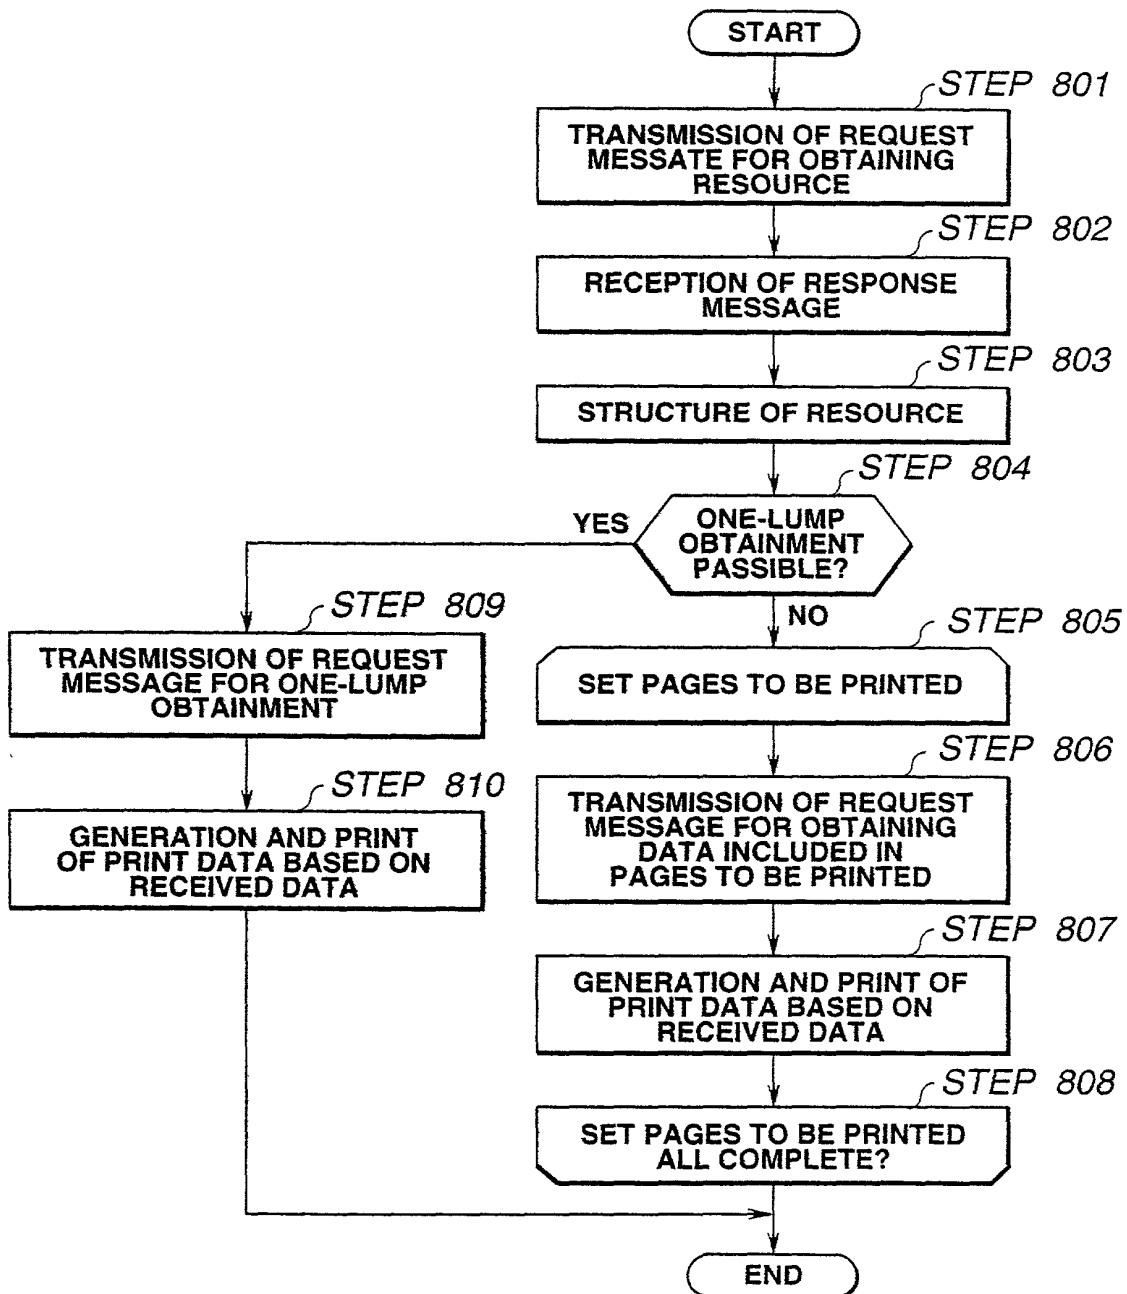 START
STEP 801
TRANSMISSION OF REQUEST
MESSATE FOR OBTAINING
RESOURCE
STEP 802
RECEPTION OF RESPONSE
MESSAGE
STEP 803
STRUCTURE OF RESOURCE
STEP 804
ONE-LUMP
OBTAINMENT
PASSIBLE?
YES
NO
STEP 809
TRANSMISSION OF REQUEST
MESSAGE FOR ONE-LUMP
OBTAINMENT
STEP 810
GENERATION AND PRINT
OF PRINT DATA BASED ON
RECEIVED DATA
STEP 805
SET PAGES TO BE PRINTED
STEP 806
TRANSMISSION OF REQUEST
MESSAGE FOR OBTAINING
DATA INCLUDED IN
PAGES TO BE PRINTED
STEP 807
GENERATION AND PRINT OF
PRINT DATA BASED ON
RECEIVED DATA
STEP 808
SET PAGES TO BE PRINTED
ALL COMPLETE?
END